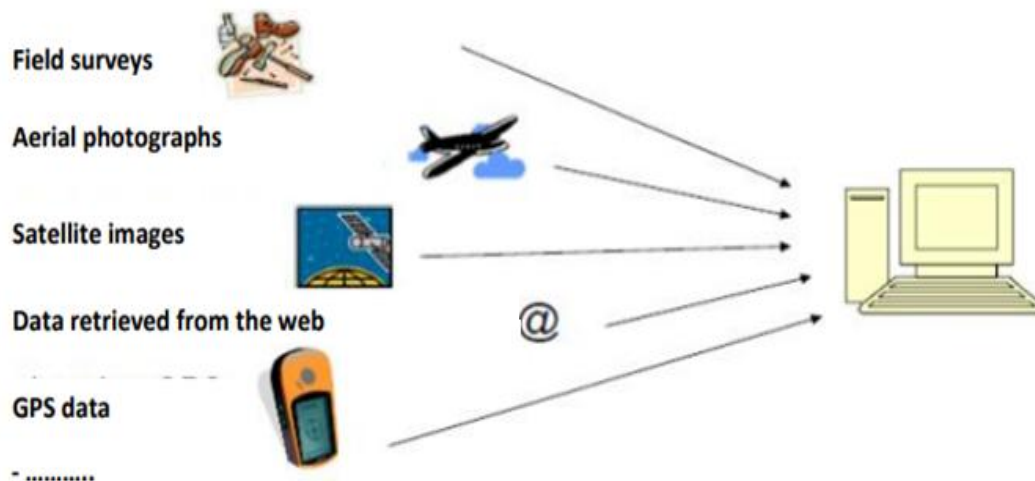 Field surveys
Aerial photographs
Satellite images
Data retrieved from the web
@
GPS data
- ...........